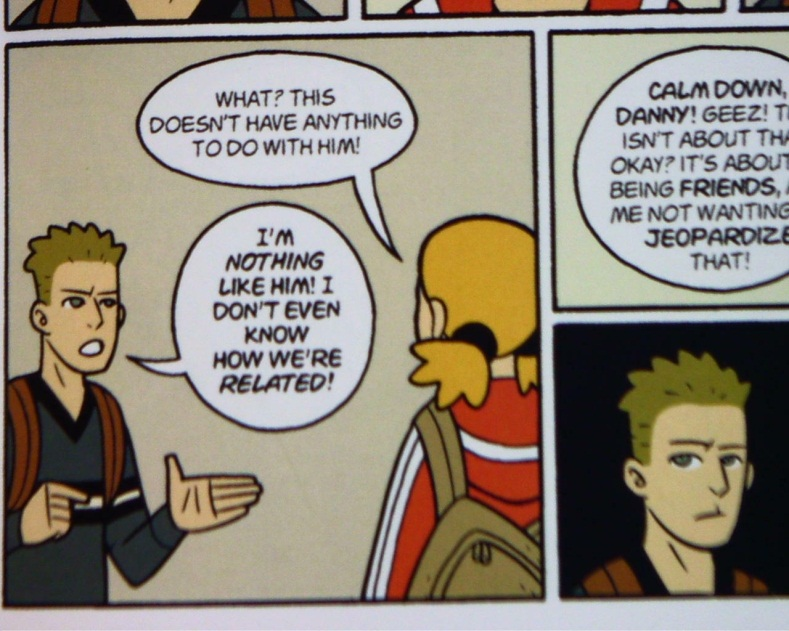 WHAT? THIS
DOESN'T HAVE ANYTHING
TO DO WITH HIM!
I'M
NOTHING
LIKE HIM! I
DON'T EVEN
KNOW
HOW WE'RE
RELATED!
CALM DOWN,
DANNY! GEEZ!
ISN'T ABOUT
OKAY? IT'S ABOUT
BEING FRIENDS,
ME NOT WANTING
JEOPARDIZE
THAT!